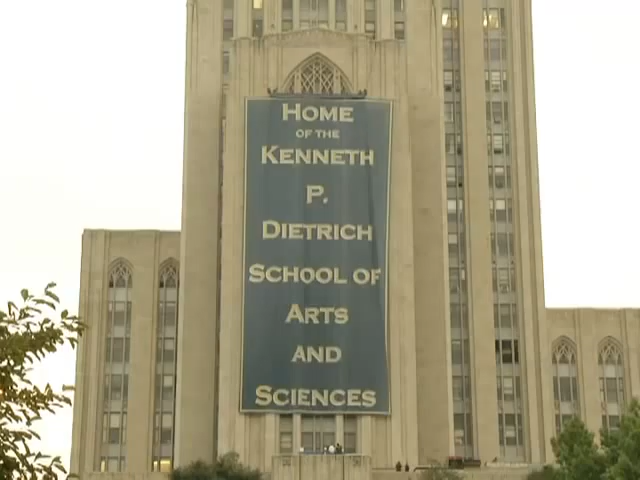 HOME
OF THE
KENNETH
P.
DIETRICH
SCHOOL OF
ARTS
AND
SCIENCES